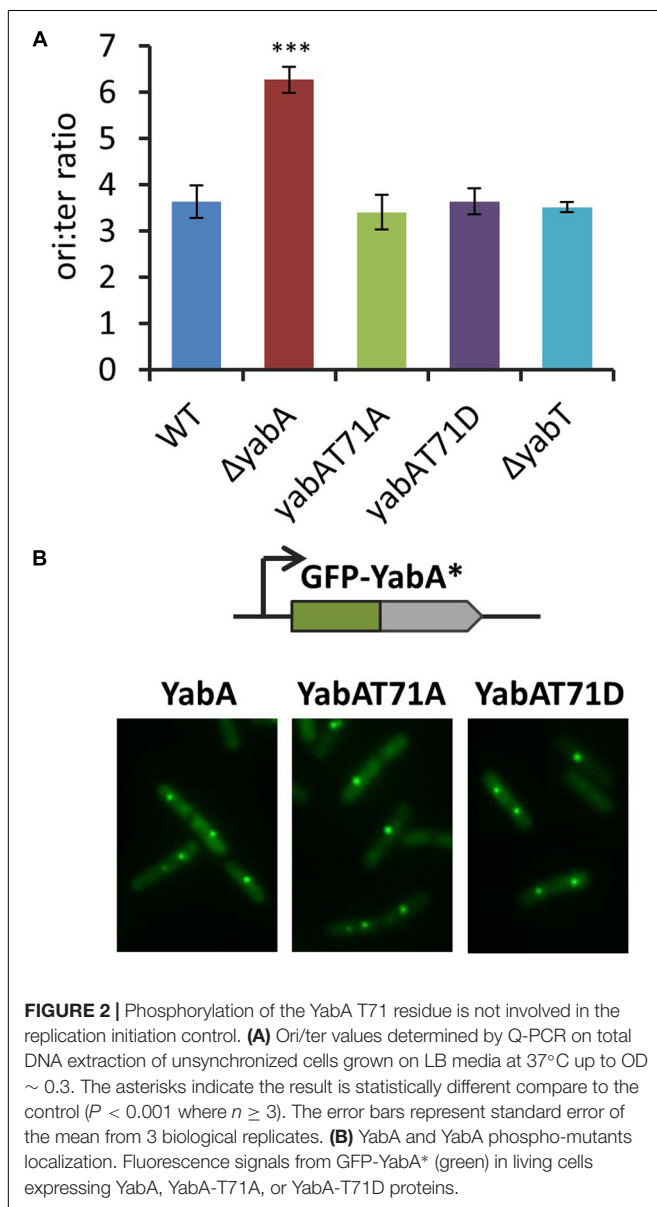 A
7
6
5
4
3
2
1
0
ori:ter ratio
***
WT
ΔyabA
yabAT71A
yabAT71D
ΔyabT
B
GFP-YabA*
YabA YabAT71A YabAT71D
FIGURE 2 | Phosphorylation of the YabA T71 residue is not involved in the
replication initiation control. (A) Ori/ter values determined by Q-PCR on total
DNA extraction of unsynchronized cells grown on LB media at 37°C up to OD
∼ 0.3. The asterisks indicate the result is statistically different compare to the
control (P < 0.001 where n ≥ 3). The error bars represent standard error of
the mean from 3 biological replicates. (B) YabA and YabA phospho-mutants
localization. Fluorescence signals from GFP-YabA* (green) in living cells
expressing YabA, YabA-T71A, or YabA-T71D proteins.